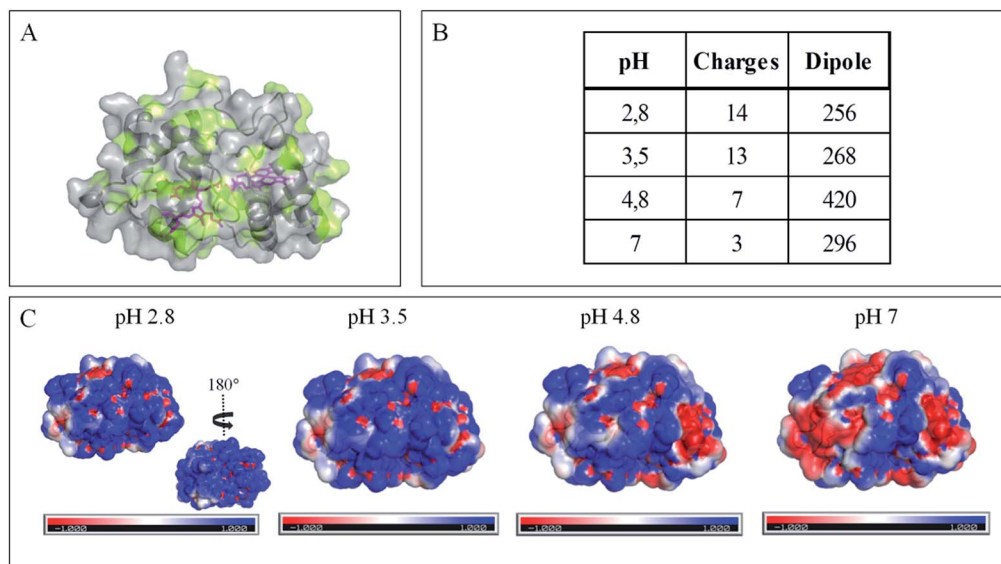 A
B
pH Charges Dipole
2,8 14 256
3,5 13 268
4,8 7 420
7 3 296
C
pH 2.8 pH 3.5 pH 4.8 pH 7
180°
-1.000 1.000 -1.000 1.000 -1.000 1.000 -1.000 1.000